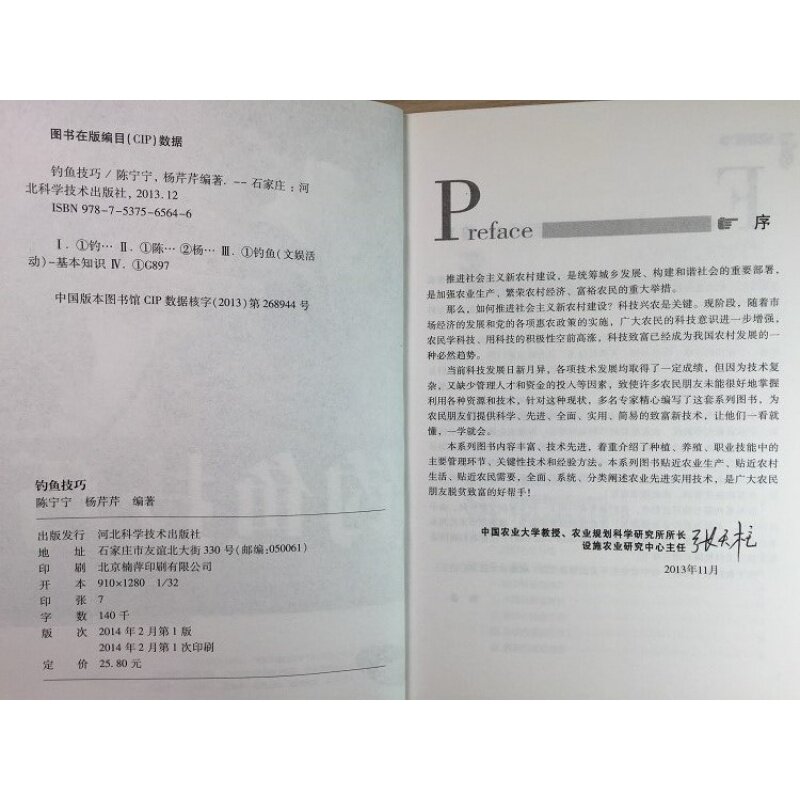 图书在版编目(CIP)数据
钓鱼技巧 / 陈宁宁, 杨芹芹编著. -- 石家庄 : 河
北科学技术出版社, 2013.12
ISBN 978-7-5375-6564-6
Ⅰ. ①钓… Ⅱ. ①陈… ②杨… Ⅲ. ①钓鱼(文娱活
动)-基本知识 Ⅳ. ①G897
中国版本图书馆 CIP 数据核字(2013)第 268944 号
钓鱼技巧
陈宁宁 杨芹芹 编著
出版发行 河北科学技术出版社
地 址 石家庄市友谊北大街 330 号(邮编:050061)
印 刷 北京楠萍印刷有限公司
开 本 910×1280 1/32
印 张 7
字 数 140 千
版 次 2014 年 2 月第 1 版
2014 年 2 月第 1 次印刷
定 价 25.80 元
Preface 序
推进社会主义新农村建设，是统筹城乡发展、构建和谐社会的重要部署，
是加强农业生产、繁荣农村经济、富裕农民的重大举措。
那么，如何推进社会主义新农村建设？科技兴农是关键。现阶段，随着市
场经济的发展和党的各项惠农政策的实施，广大农民的科技意识进一步增强，
农民学科技、用科技的积极性空前高涨，科技致富已经成为我国农村发展的一
种必然趋势。
当前科技发展日新月异，各项技术发展均取得了一定成绩，但因为技术复
杂，又缺少管理人才和资金的投入等因素，致使许多农民朋友未能很好地掌握
利用各种资源和技术，针对这种现状，多名专家精心编写了这套系列图书，为
农民朋友们提供科学、先进、全面、实用、简易的致富新技术，让他们一看就
懂，一学就会。
本系列图书内容丰富、技术先进，着重介绍了种植、养殖、职业技能中的
主要管理环节、关键性技术和经验方法。本系列图书贴近农业生产、贴近农村
生活、贴近农民需要，全面、系统、分类阐述农业先进实用技术，是广大农民
朋友脱贫致富的好帮手！
中国农业大学教授、农业规划科学研究所所长
设施农业研究中心主任 张天柱
2013年11月